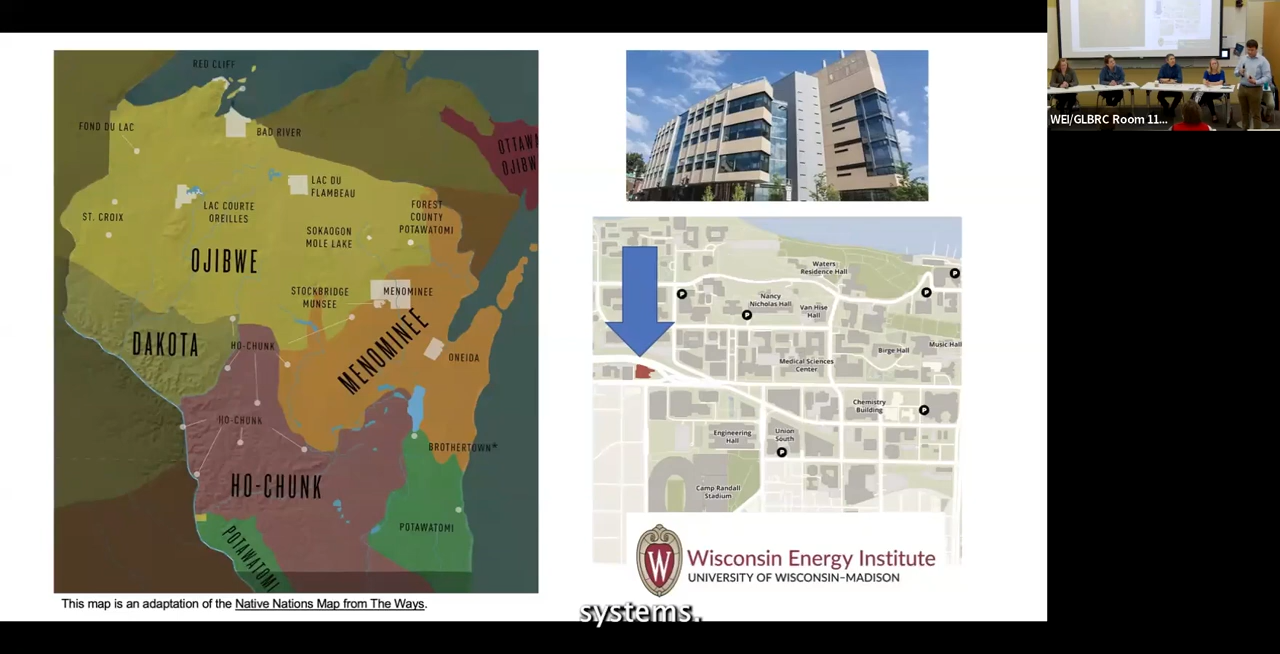 RED CLIFF
FOND DU LAC
BAD RIVER
LAC DU
FLAMBEAU
LAC COURTE
OREILLES
ST. CROIX
FOREST
COUNTY
POTAWATOMI
SOKAOGON
MOLE LAKE
OTTAWA
OJIBW
OJIBWE
STOCKBRIDGE
MUNSEE
MENOMINEE
DAKOTA
HO-CHUNK
MENOMINEE
ONEIDA
HO-CHUNK
BROTHERTOWN*
HO-CHUNK
POTAWATOMI
POTAWATOMI
This map is an adaptation of the Native Nations Map from The Ways.
Waters
Residence Hall
P
P
P
Nancy
Nicholas Hall
P
Van Hise
Hall
Music Hall
Birge Hall
Medical Sciences
Center
Chemistry
Building
P
Engineering
Hall
Union
South
P
Camp Randall
Stadium
W
Wisconsin Energy Institute
UNIVERSITY OF WISCONSIN–MADISON
systems.
WEI/GLBRC Room 11...